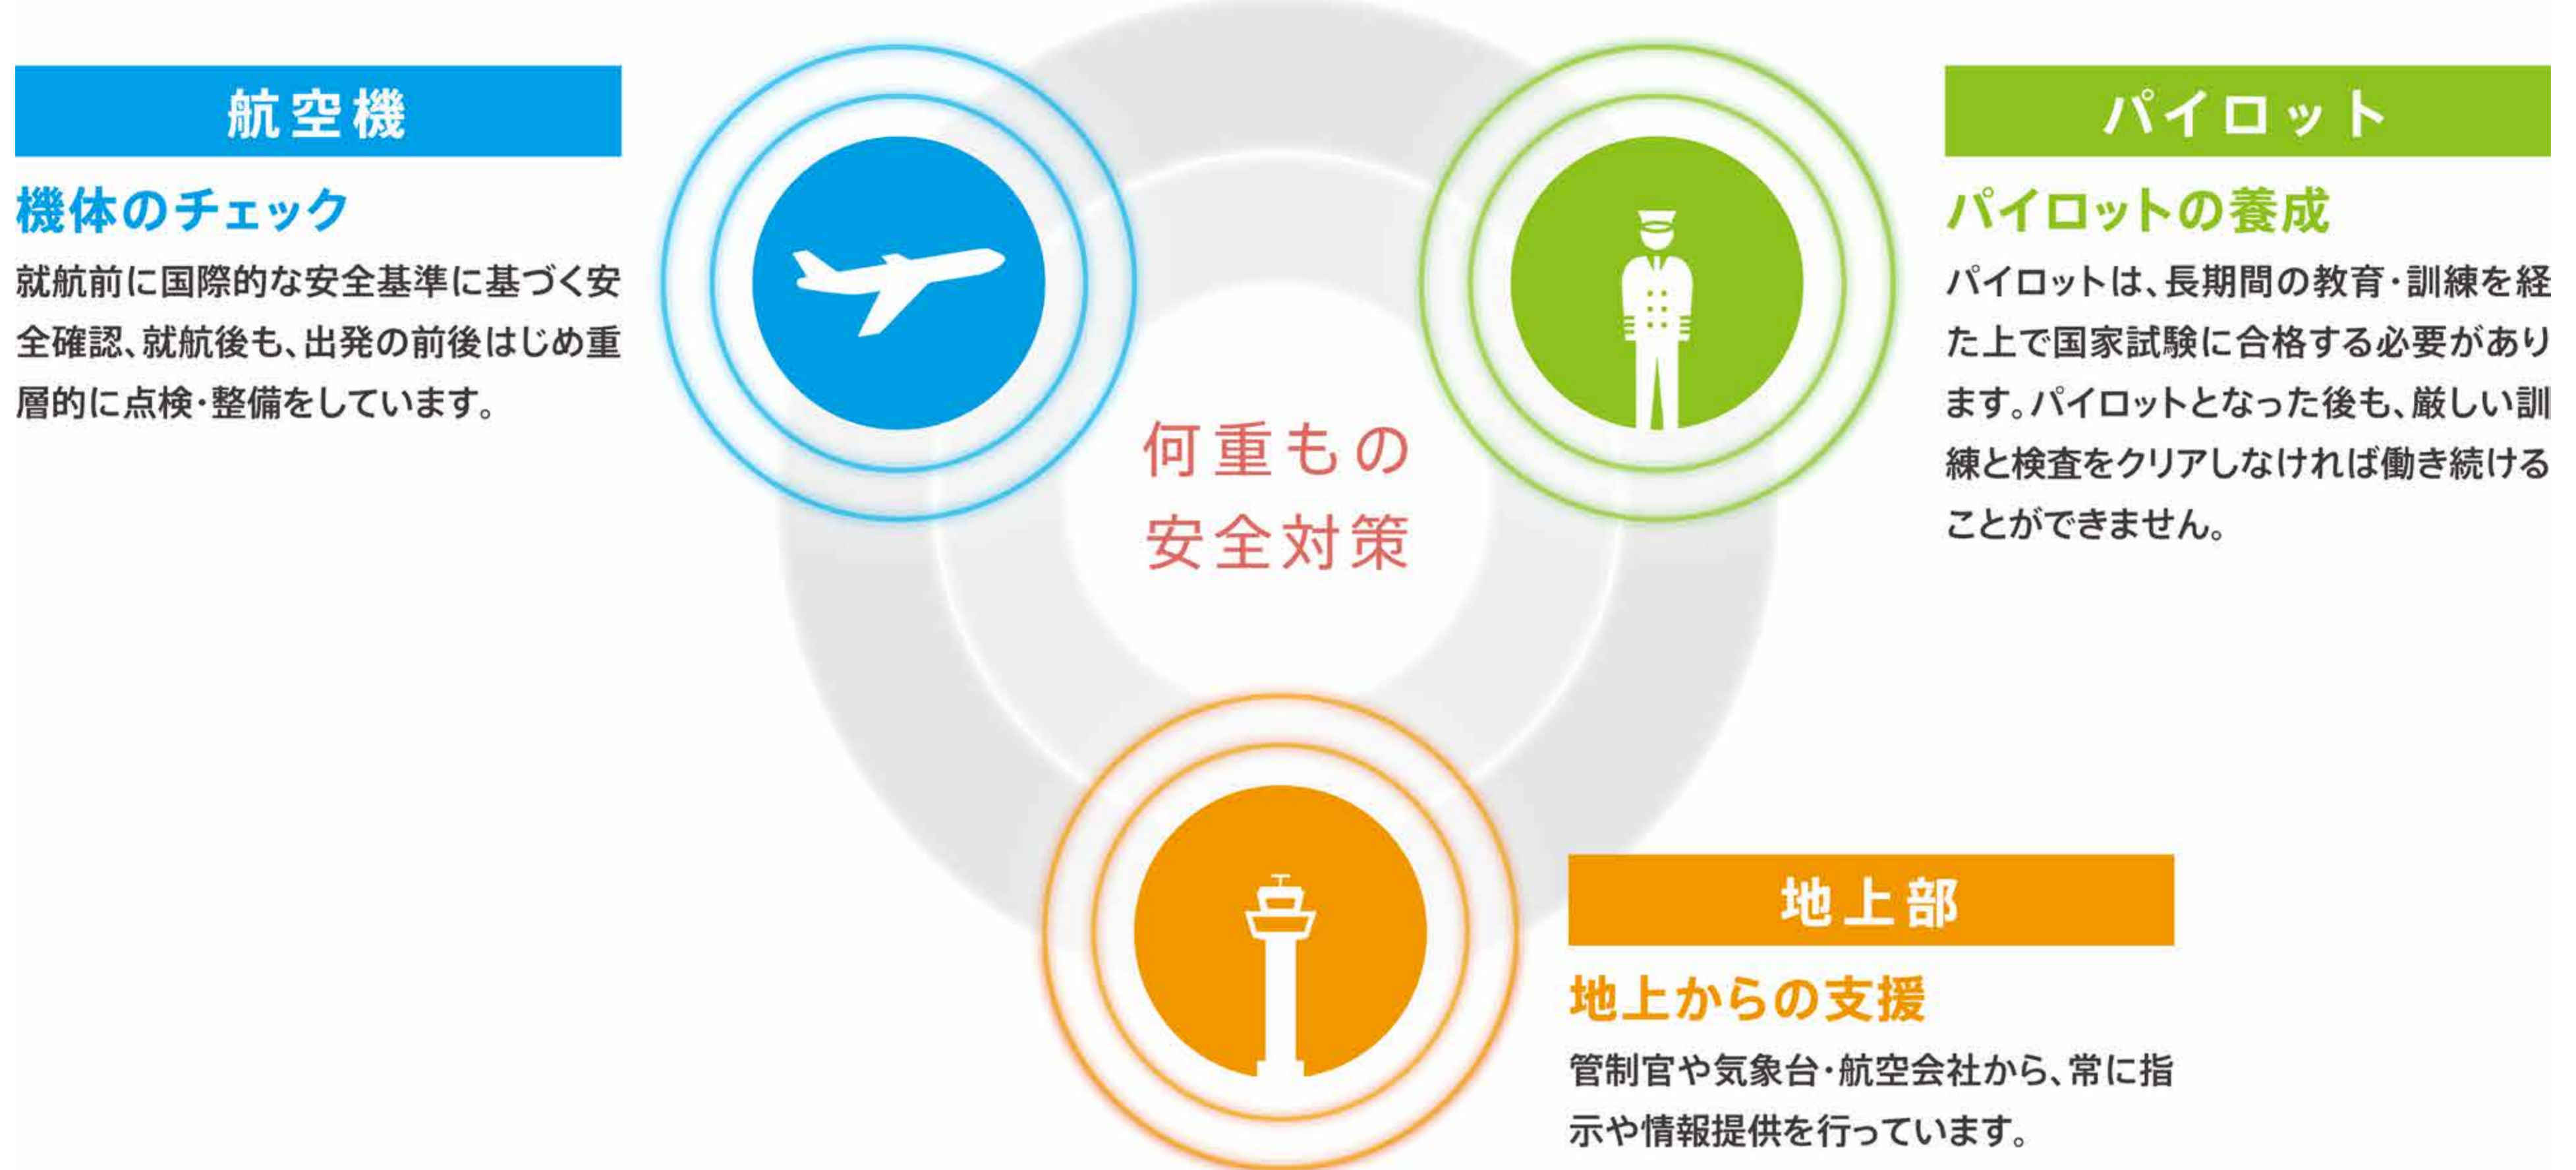 航空機
機体のチェック
就航前に国際的な安全基準に基づく安
全確認、就航後も、出発の前後はじめ重
層的に点検・整備をしています。
パイロット
パイロットの養成
パイロットは、長期間の教育・訓練を経
た上で国家試験に合格する必要があり
ます。パイロットとなった後も、厳しい訓
練と検査をクリアしなければ働き続ける
ことができません。
何重もの
安全対策
地上部
地上からの支援
管制官や気象台・航空会社から、常に指
示や情報提供を行っています。